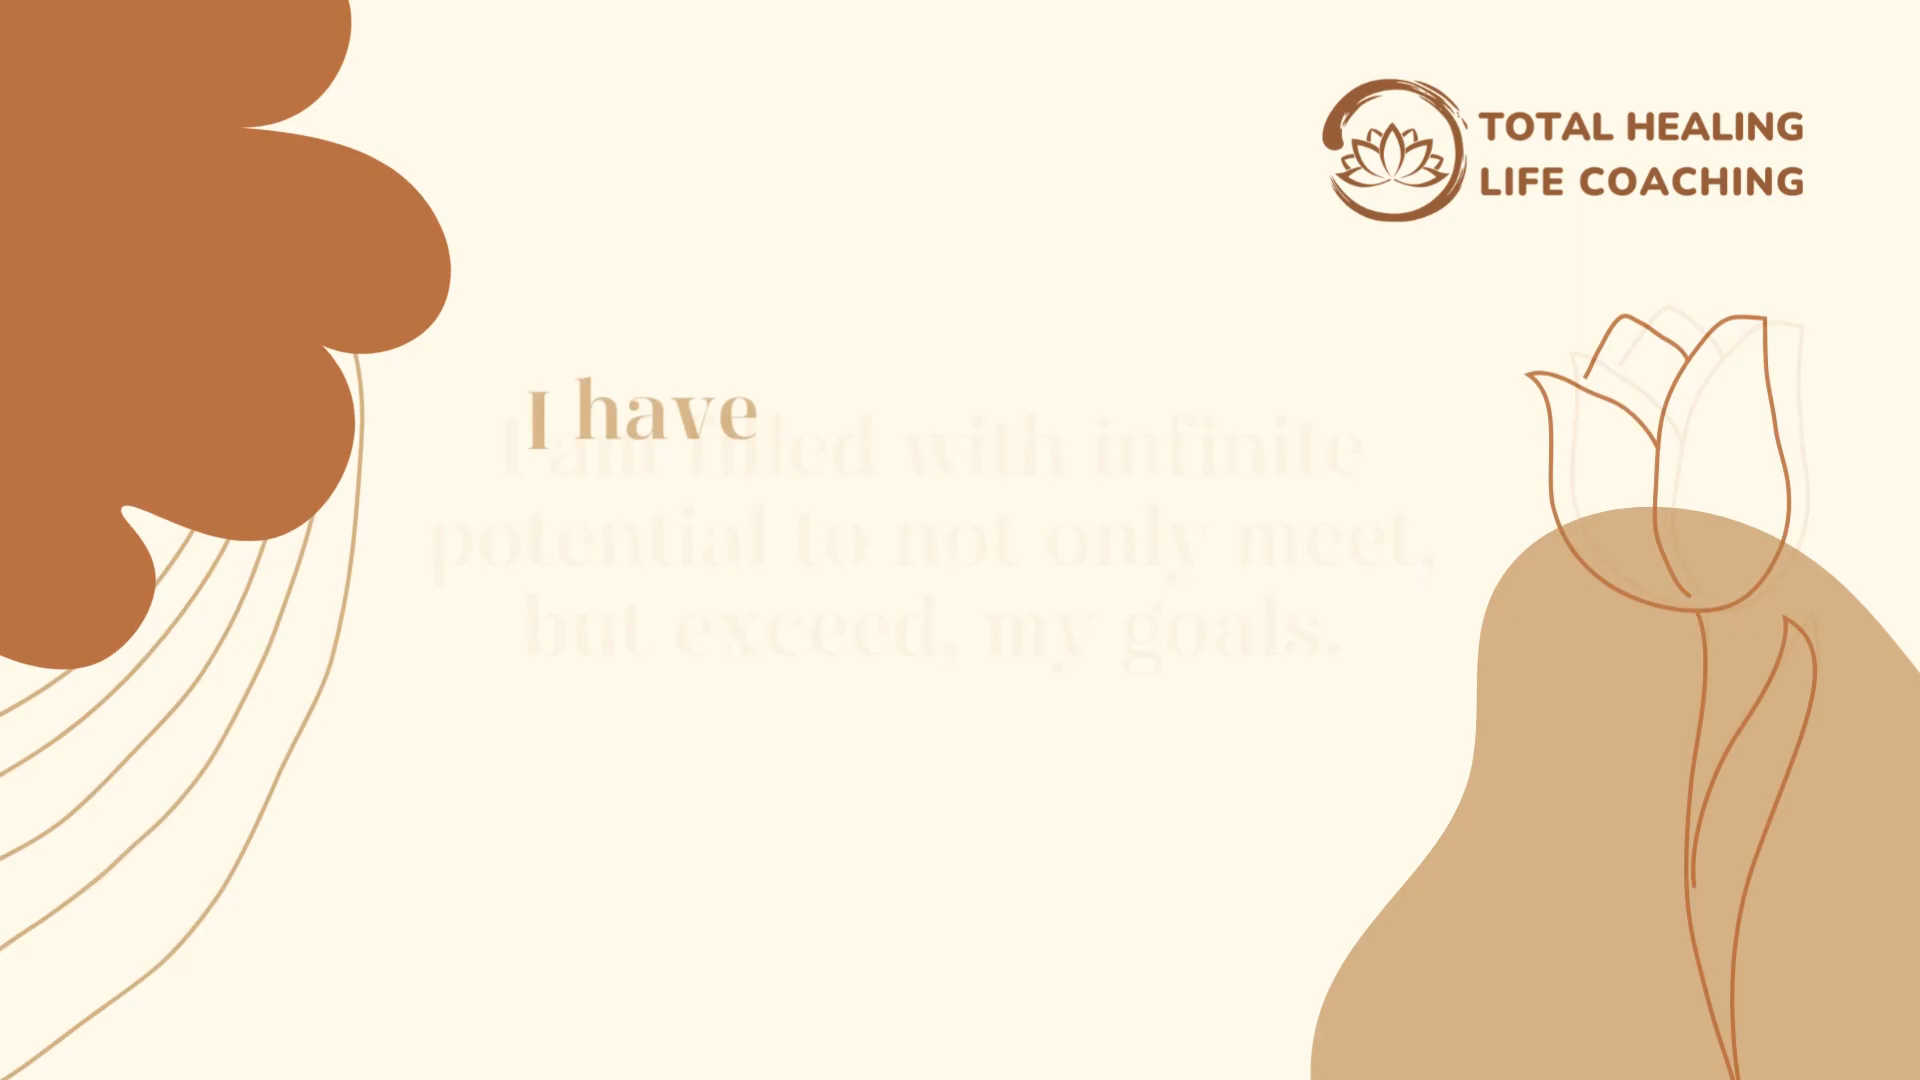 TOTAL HEALING
LIFE COACHING
I have
I am filled with infinite
potential to not only meet,
but exceed, my goals.